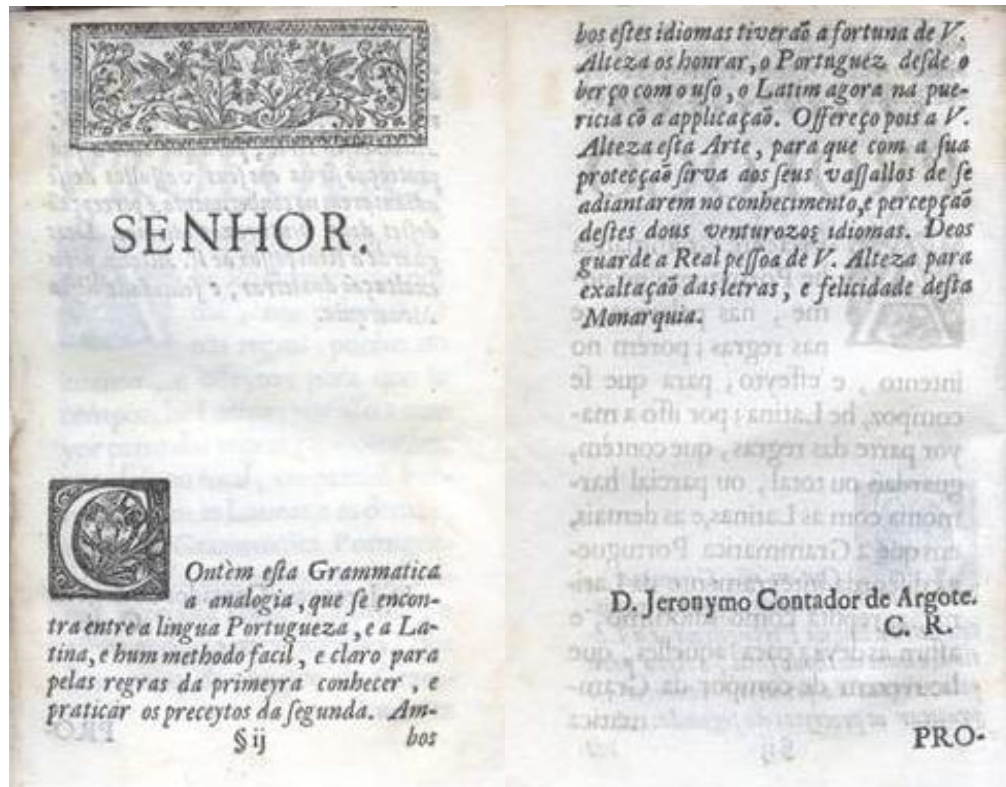 SENHOR.
COntèm eſta Grammatica
a analogia, que ſe encon-
tra entre a lingua Portugueza, e a La-
tina, e hum methodo facil, e claro para
pelas regras da primeyra conhecer, e
praticar os preceytos da ſegunda. Am-
§ ij bos
bos eſtes idiomas tiveraõ a fortuna de V.
Alteza os honrar, o Portuguez deſde o
berço com o uſo, o Latim agora na pue-
ricia cõ a applicaçaõ. Offereço pois a V.
Alteza eſta Arte, para que com a ſua
protecçaõ ſirva aos ſeus vaſſallos de ſe
adiantarem no conhecimento, e percepçaõ
deſtes dous venturozos idiomas. Deos
guarde a Real peſſoa de V. Alteza para
exaltaçaõ das letras, e felicidade deſta
Monarquia.
D. Jeronymo Contador de Argote.
C. R.
PRO-